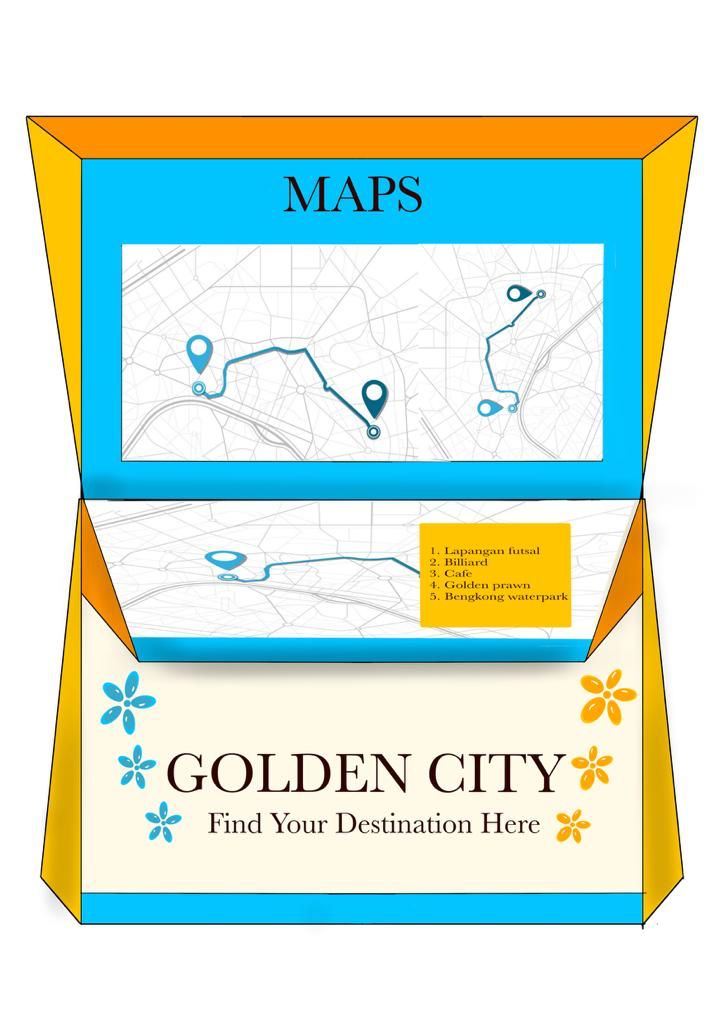 MAPS
1. Lapangan futsal
2. Billiard
3. Cafe
4. Golden prawn
5. Bengkong waterpark
GOLDEN CITY
Find Your Destination Here